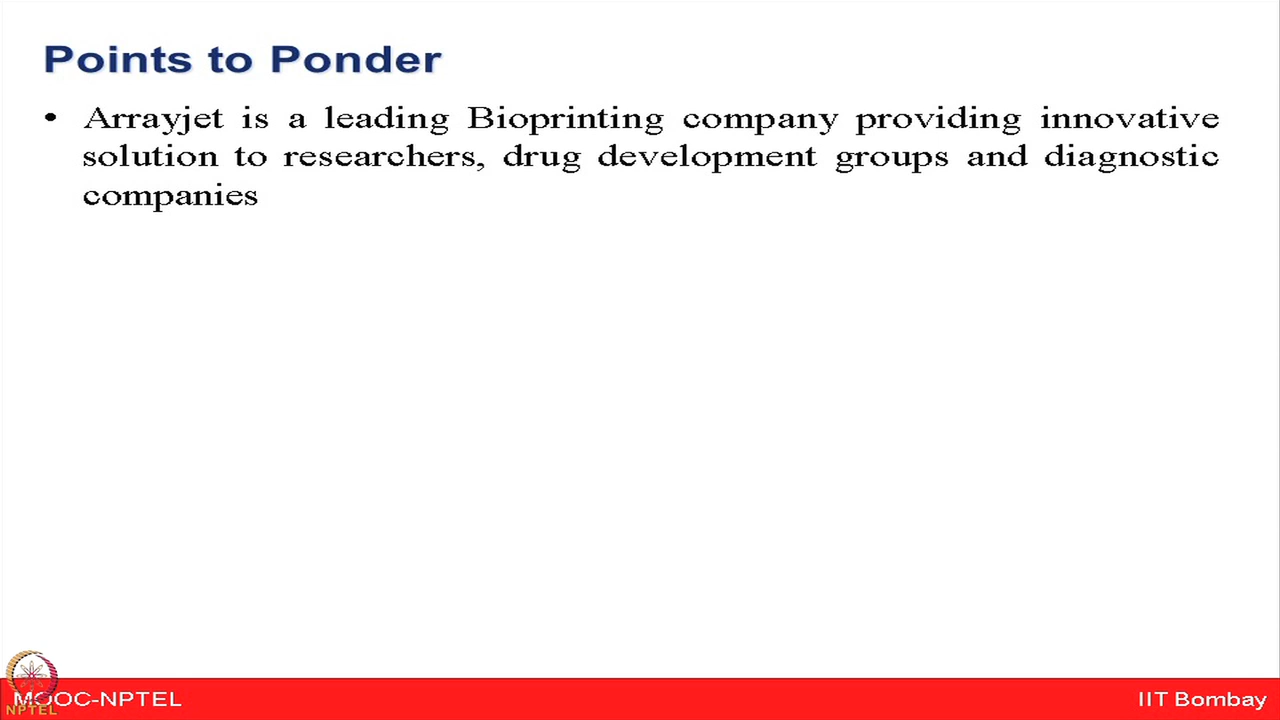 Points to Ponder
• Arrayjet is a leading Bioprinting company providing innovative
solution to researchers, drug development groups and diagnostic
companies
MOOC-NPTEL
NPTEL
IIT Bombay